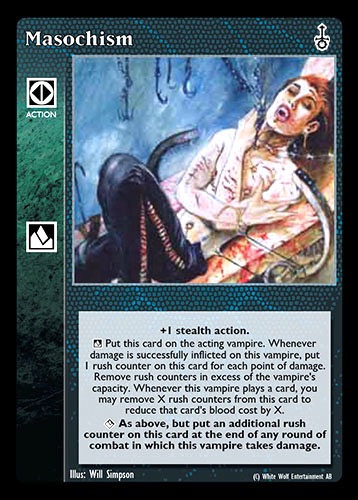 Masochism
ACTION
+1 stealth action.
Put this card on the acting vampire. Whenever
damage is successfully inflicted on this vampire, put
1 rush counter on this card for each point of damage.
Remove rush counters in excess of the vampire's
capacity. Whenever this vampire plays a card, you
may remove X rush counters from this card to
reduce that card's blood cost by X.
As above, but put an additional rush
counter on this card at the end of any round of
combat in which this vampire takes damage.
Illus: Will Simpson
(C) White Wolf Entertainment AB